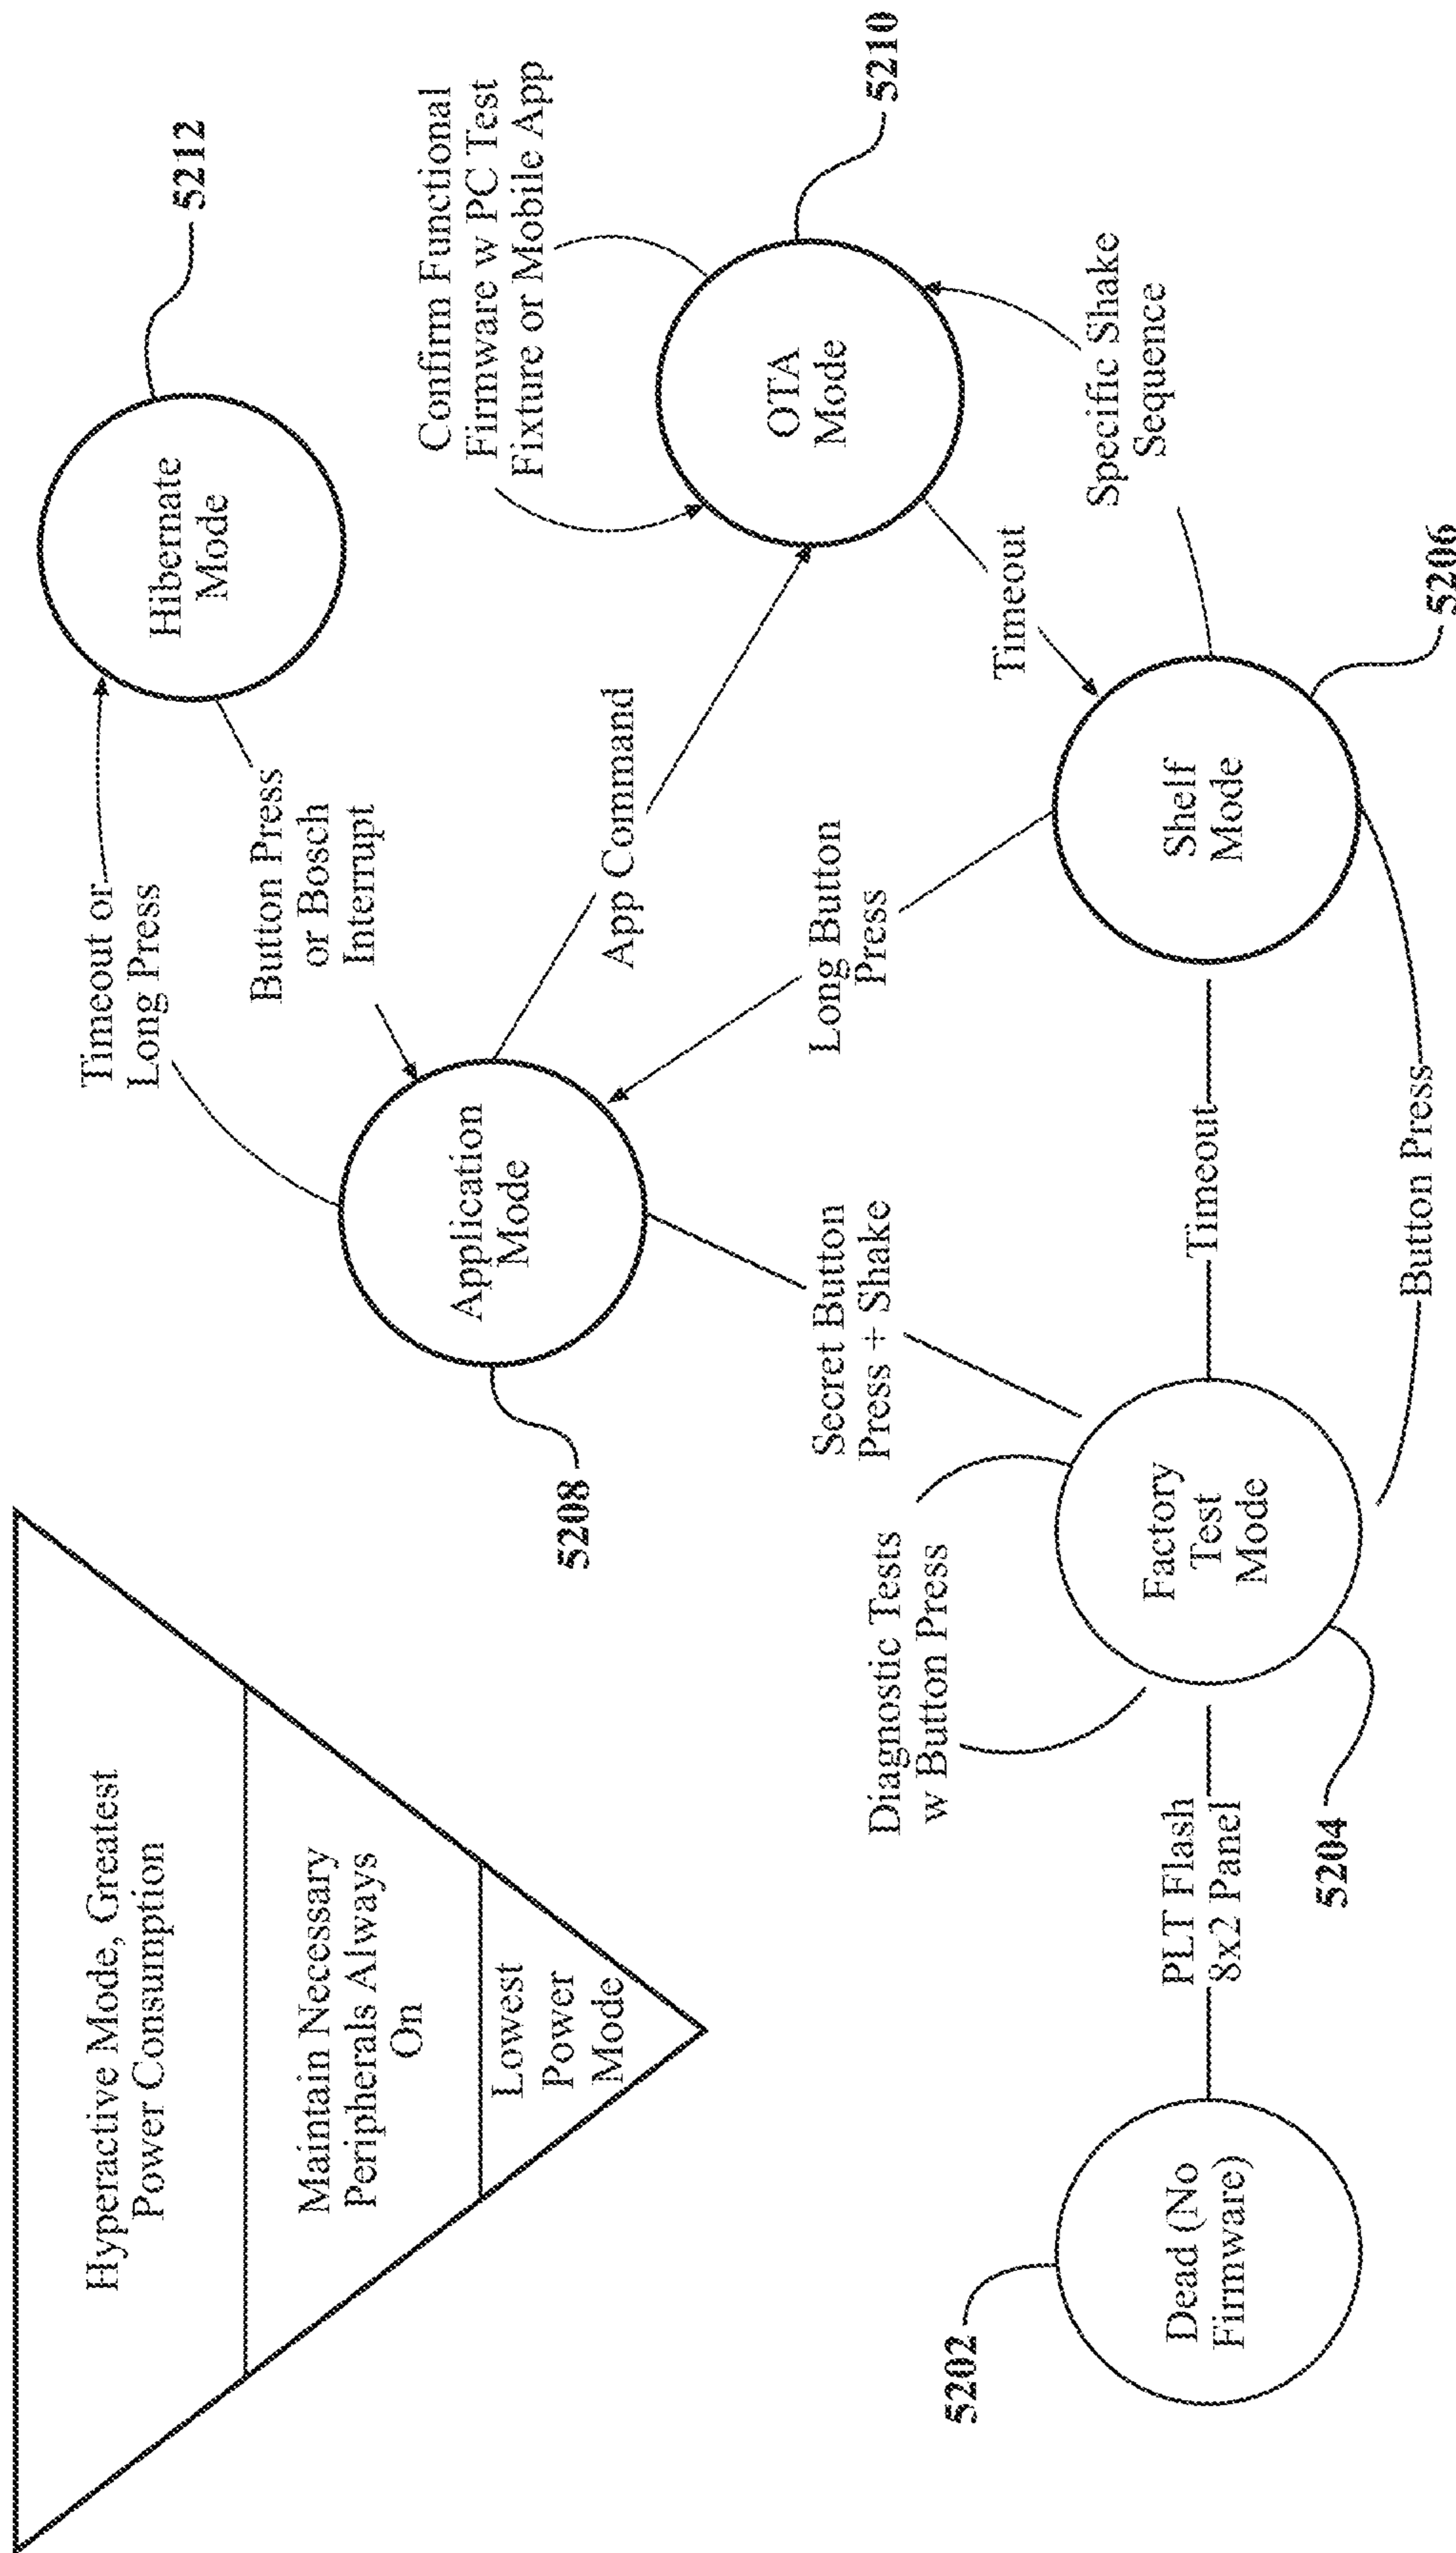 Hyperactive Mode, Greatest
Power Consumption
Maintain Necessary
Peripherals Always
On
Lowest
Power
Mode
Timeout or
Long Press
Hibernate
Mode
5212
Button Press
or Bosch
Interrupt
Application
Mode
5208
App Command
Confirm Functional
Firmware w PC Test
Fixture or Mobile App
OTA
Mode
5210
Secret Button
Press + Shake
Long Button
Press
Timeout
Specific Shake
Sequence
Diagnostic Tests
w Button Press
5202
Dead (No
Firmware)
PLT Flash
8x2 Panel
Factory
Test
Mode
5204
Timeout
Shelf
Mode
5206
Button Press